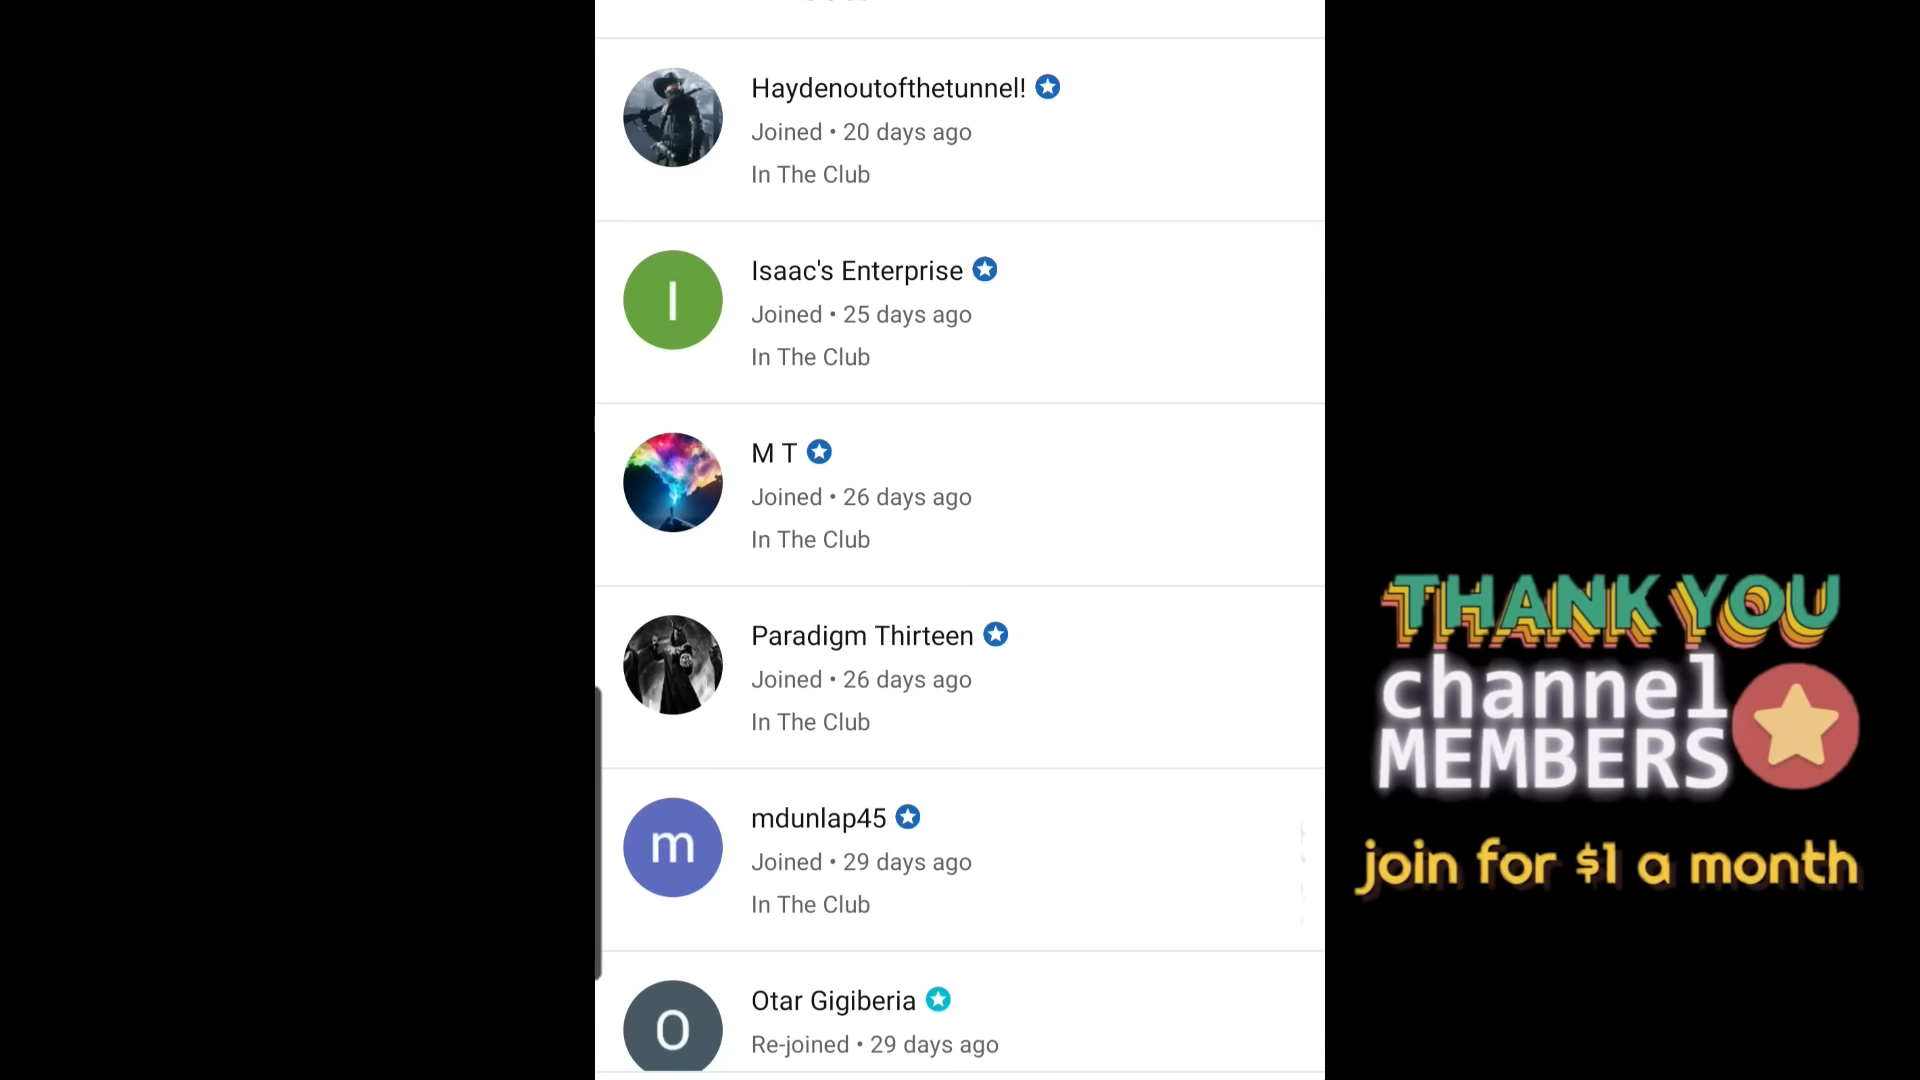 Haydenoutofthetunnel!
Joined • 20 days ago
In The Club
I
Isaac's Enterprise
Joined • 25 days ago
In The Club
M T
Joined • 26 days ago
In The Club
Paradigm Thirteen
Joined • 26 days ago
In The Club
m
mdunlap45
Joined • 29 days ago
In The Club
O
Otar Gigiberia
Re-joined • 29 days ago
THANK YOU
channel
MEMBERS
join for $1 a month